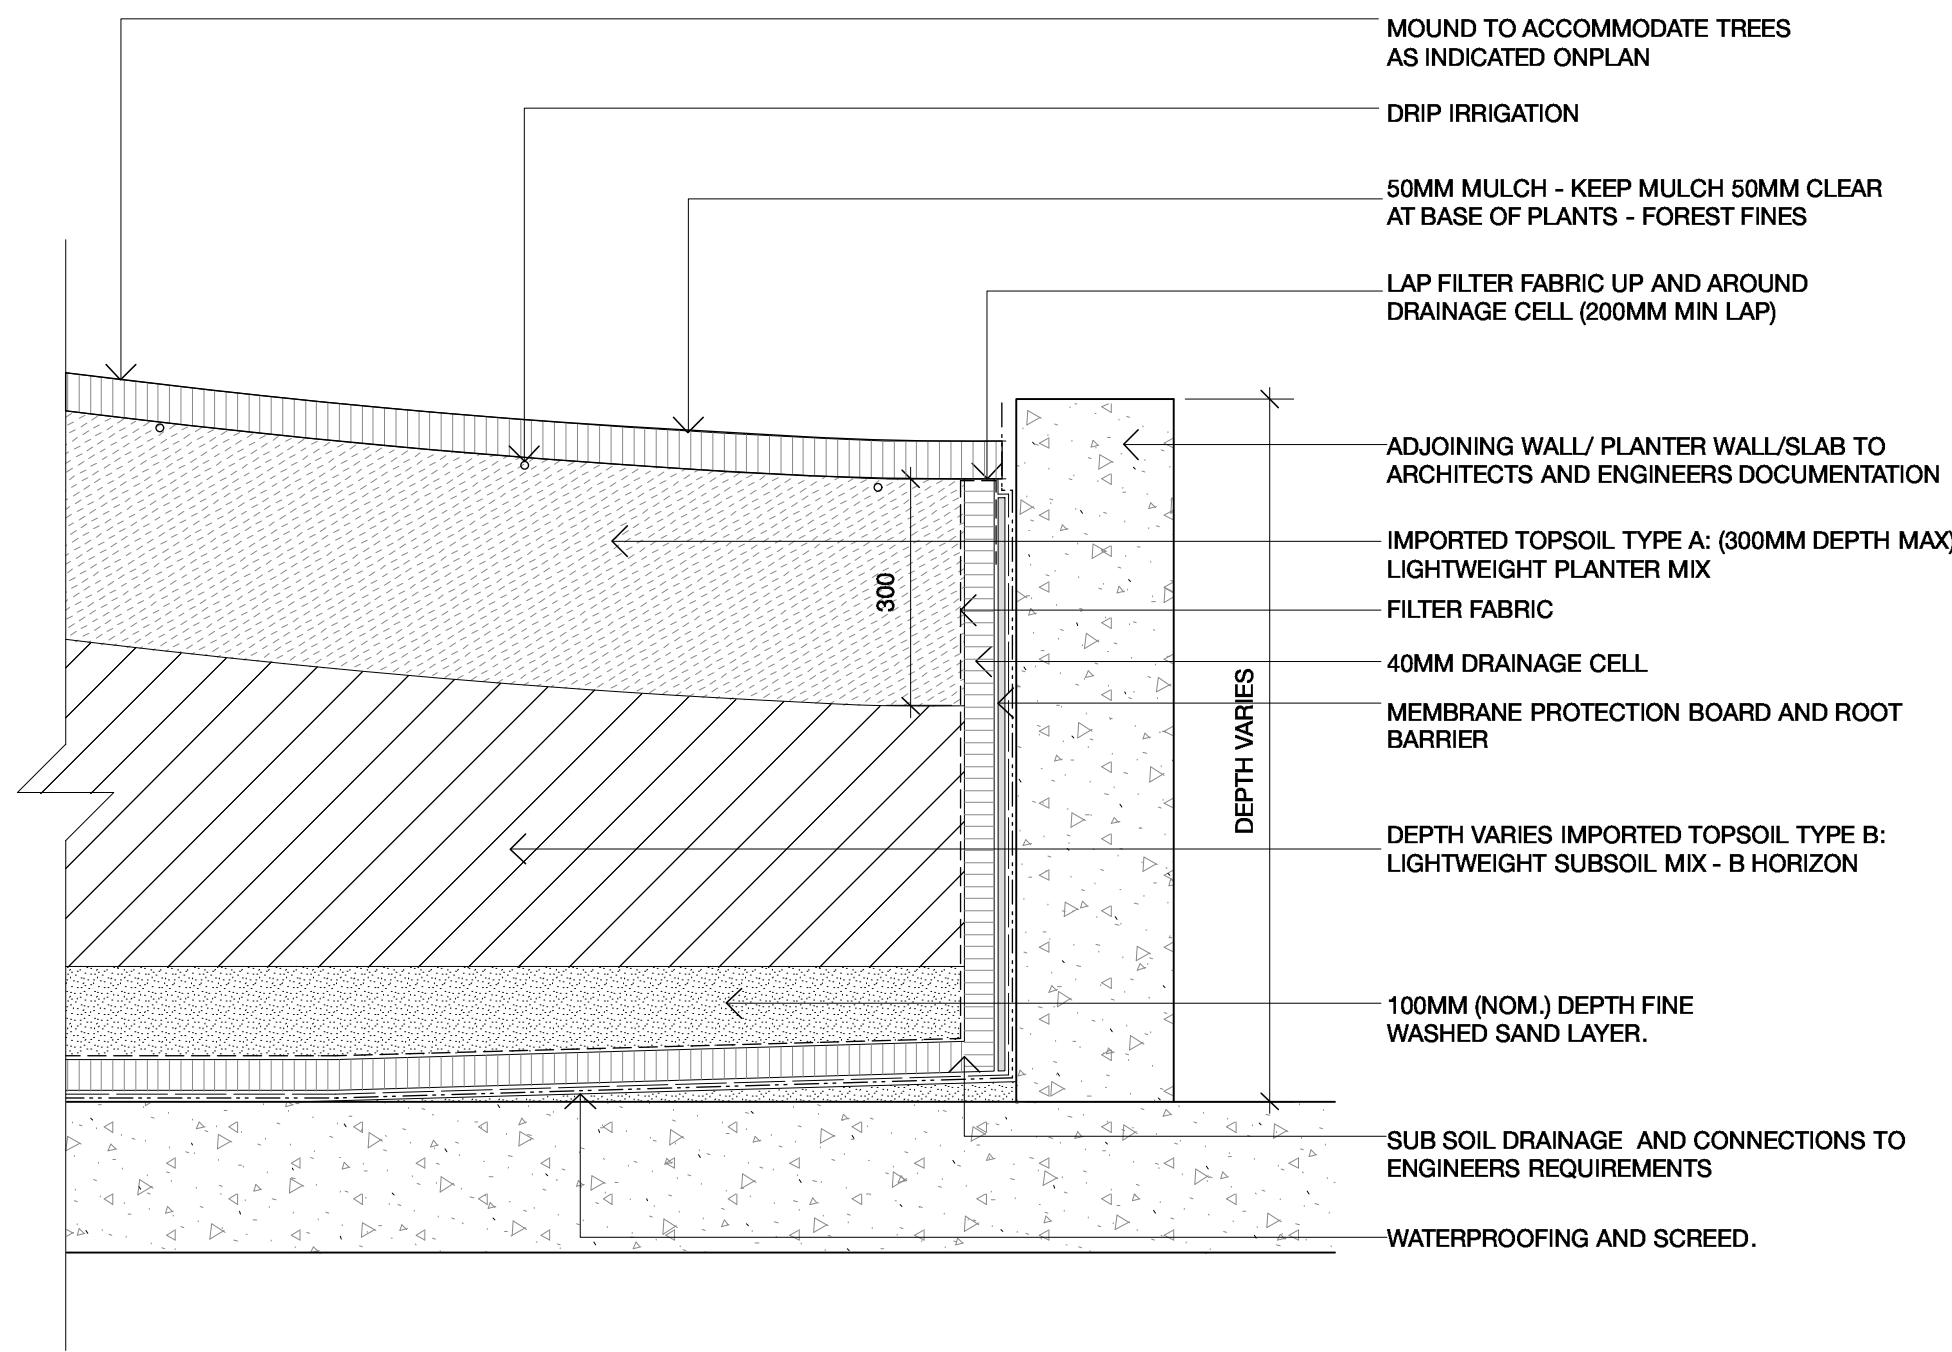 MOUND TO ACCOMMODATE TREES
AS INDICATED ONPLAN
DRIP IRRIGATION
50MM MULCH - KEEP MULCH 50MM CLEAR
AT BASE OF PLANTS - FOREST FINES
LAP FILTER FABRIC UP AND AROUND
DRAINAGE CELL (200MM MIN LAP)
ADJOINING WALL/ PLANTER WALL/SLAB TO
ARCHITECTS AND ENGINEERS DOCUMENTATION
IMPORTED TOPSOIL TYPE A: (300MM DEPTH MAX)
LIGHTWEIGHT PLANTER MIX
300
FILTER FABRIC
40MM DRAINAGE CELL
MEMBRANE PROTECTION BOARD AND ROOT
BARRIER
DEPTH VARIES
DEPTH VARIES IMPORTED TOPSOIL TYPE B:
LIGHTWEIGHT SUBSOIL MIX - B HORIZON
100MM (NOM.) DEPTH FINE
WASHED SAND LAYER.
SUB SOIL DRAINAGE  AND CONNECTIONS TO
ENGINEERS REQUIREMENTS
WATERPROOFING AND SCREED.